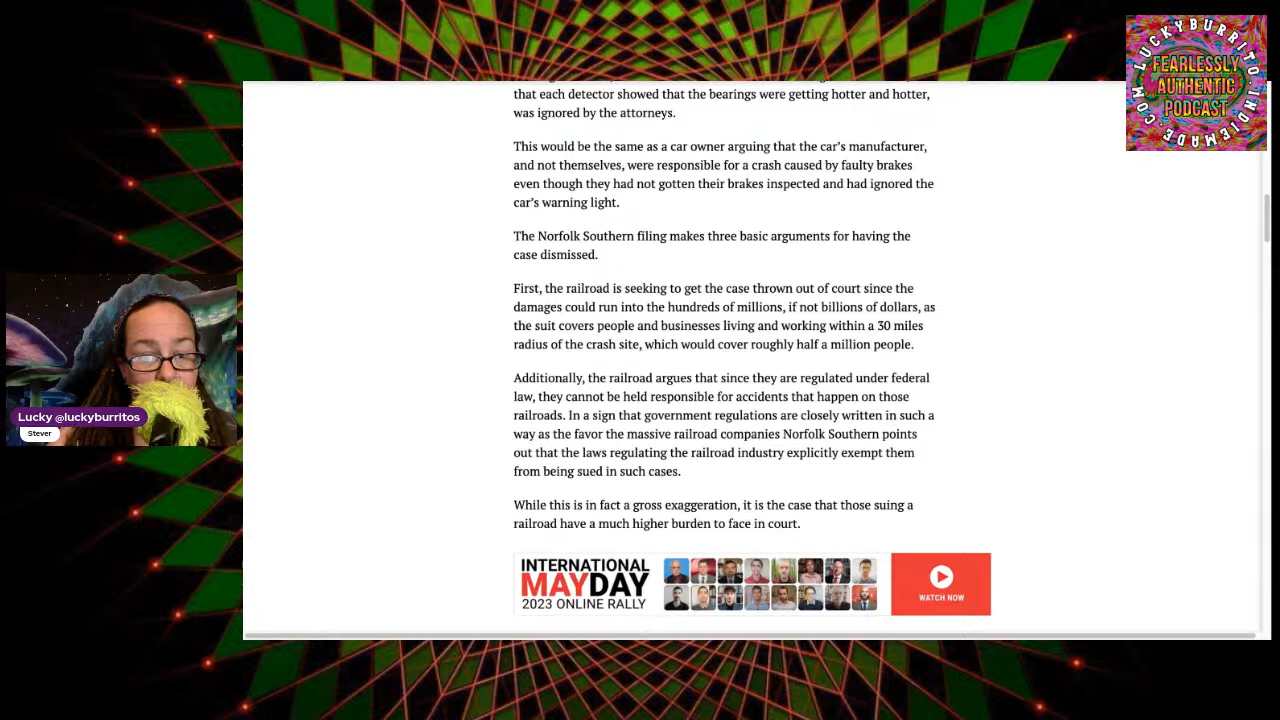 LUCKYBURRITO.INDIEMADE.COM
FEARLESSLY
AUTHENTIC
PODCAST
that each detector showed that the bearings were getting hotter and hotter,
was ignored by the attorneys.
This would be the same as a car owner arguing that the car’s manufacturer,
and not themselves, were responsible for a crash caused by faulty brakes
even though they had not gotten their brakes inspected and had ignored the
car’s warning light.
The Norfolk Southern filing makes three basic arguments for having the
case dismissed.
First, the railroad is seeking to get the case thrown out of court since the
damages could run into the hundreds of millions, if not billions of dollars, as
the suit covers people and businesses living and working within a 30 miles
radius of the crash site, which would cover roughly half a million people.
Additionally, the railroad argues that since they are regulated under federal
law, they cannot be held responsible for accidents that happen on those
railroads. In a sign that government regulations are closely written in such a
way as the favor the massive railroad companies Norfolk Southern points
out that the laws regulating the railroad industry explicitly exempt them
from being sued in such cases.
While this is in fact a gross exaggeration, it is the case that those suing a
railroad have a much higher burden to face in court.
INTERNATIONAL
MAYDAY
2023 ONLINE RALLY
WATCH NOW
Lucky @luckyburritos
Stever